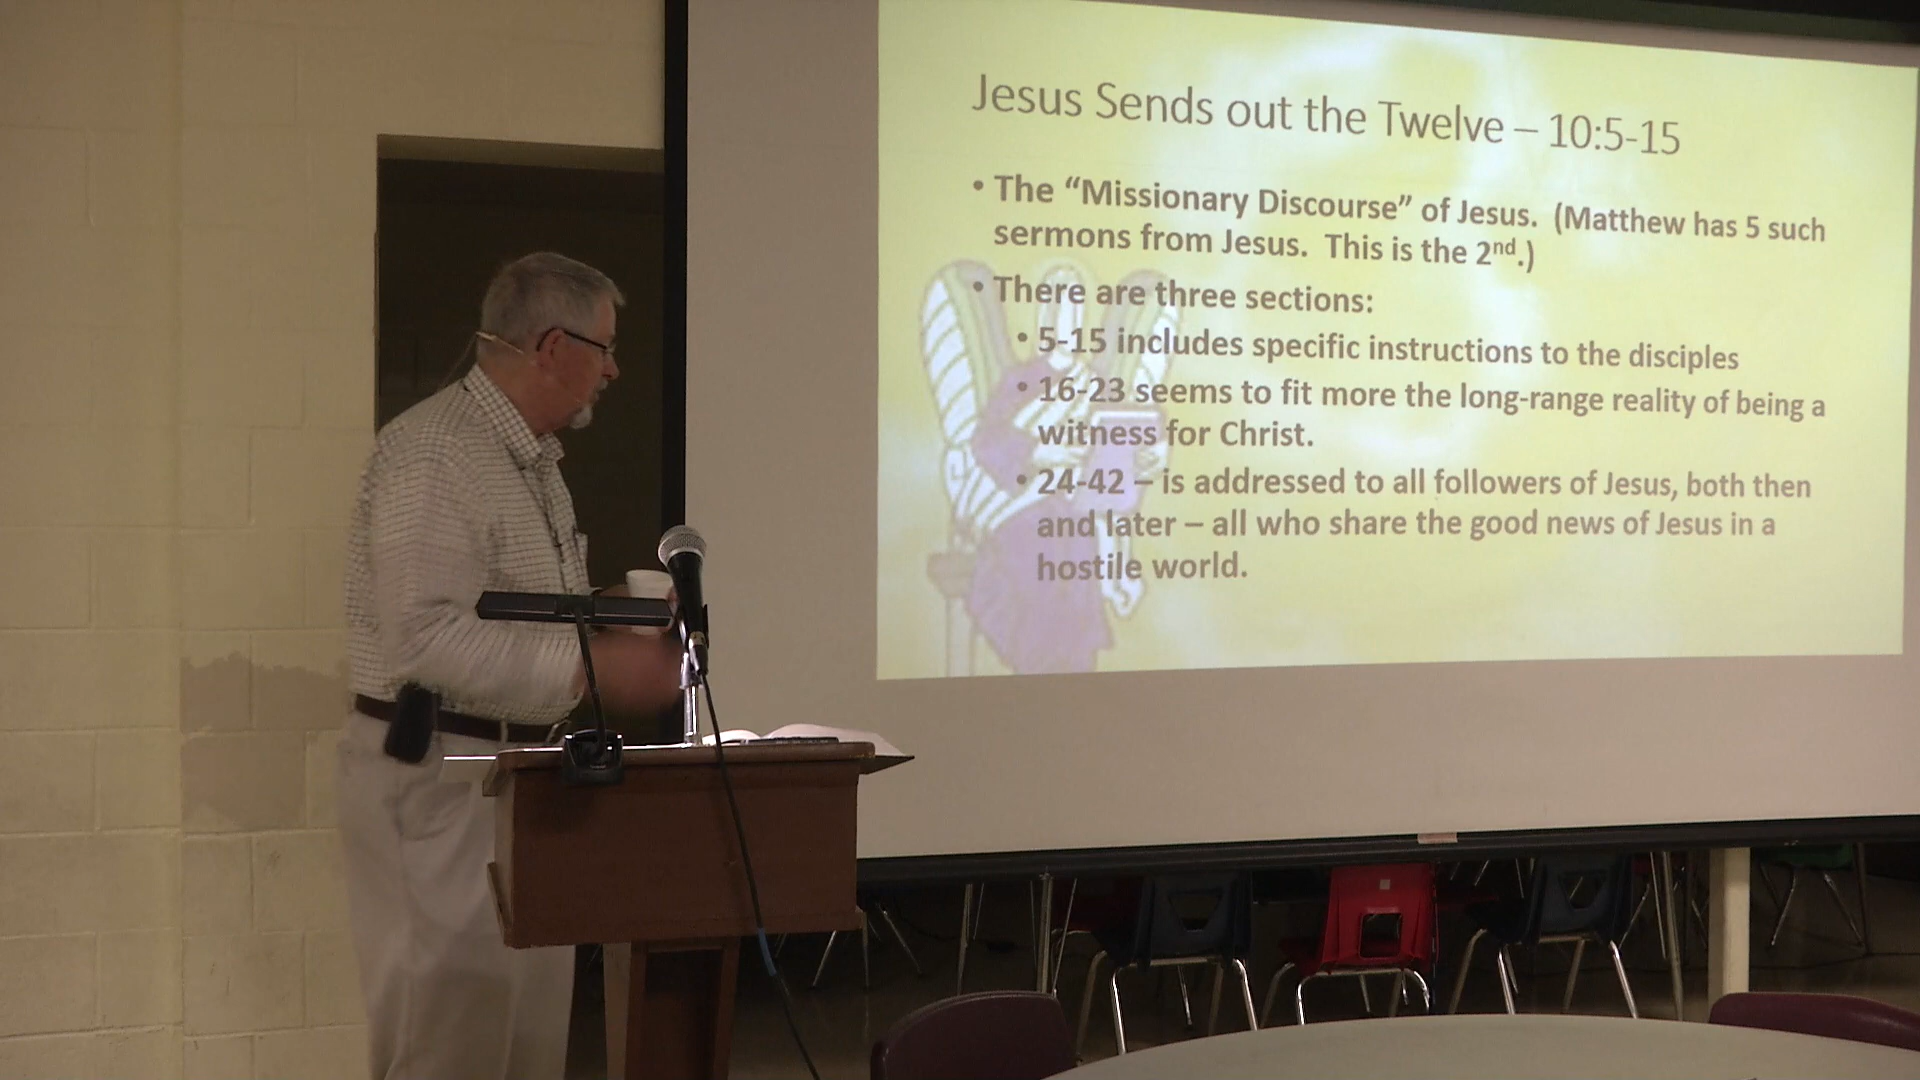 Jesus Sends out the Twelve – 10:5-15
• The “Missionary Discourse” of Jesus. (Matthew has 5 such
sermons from Jesus. This is the 2nd.)
• There are three sections:
• 5-15 includes specific instructions to the disciples
• 16-23 seems to fit more the long-range reality of being a
witness for Christ.
• 24-42 – is addressed to all followers of Jesus, both then
and later – all who share the good news of Jesus in a
hostile world.